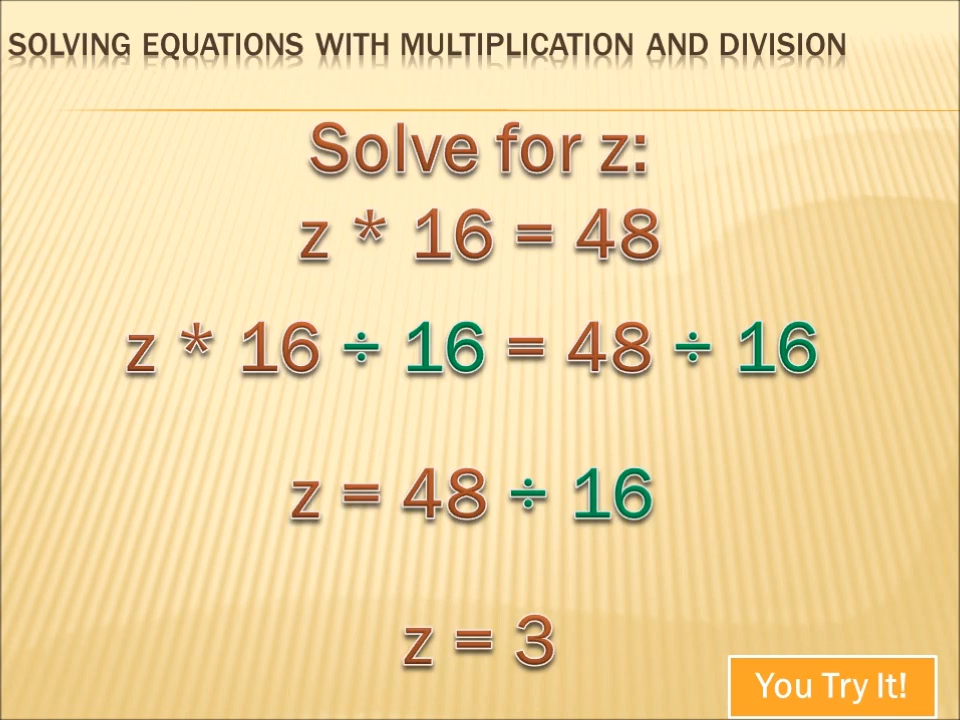 SOLVING EQUATIONS WITH MULTIPLICATION AND DIVISION
Solve for z:
z * 16 = 48
z * 16 ÷ 16 = 48 ÷ 16
z = 48 ÷ 16
z = 3
You Try It!